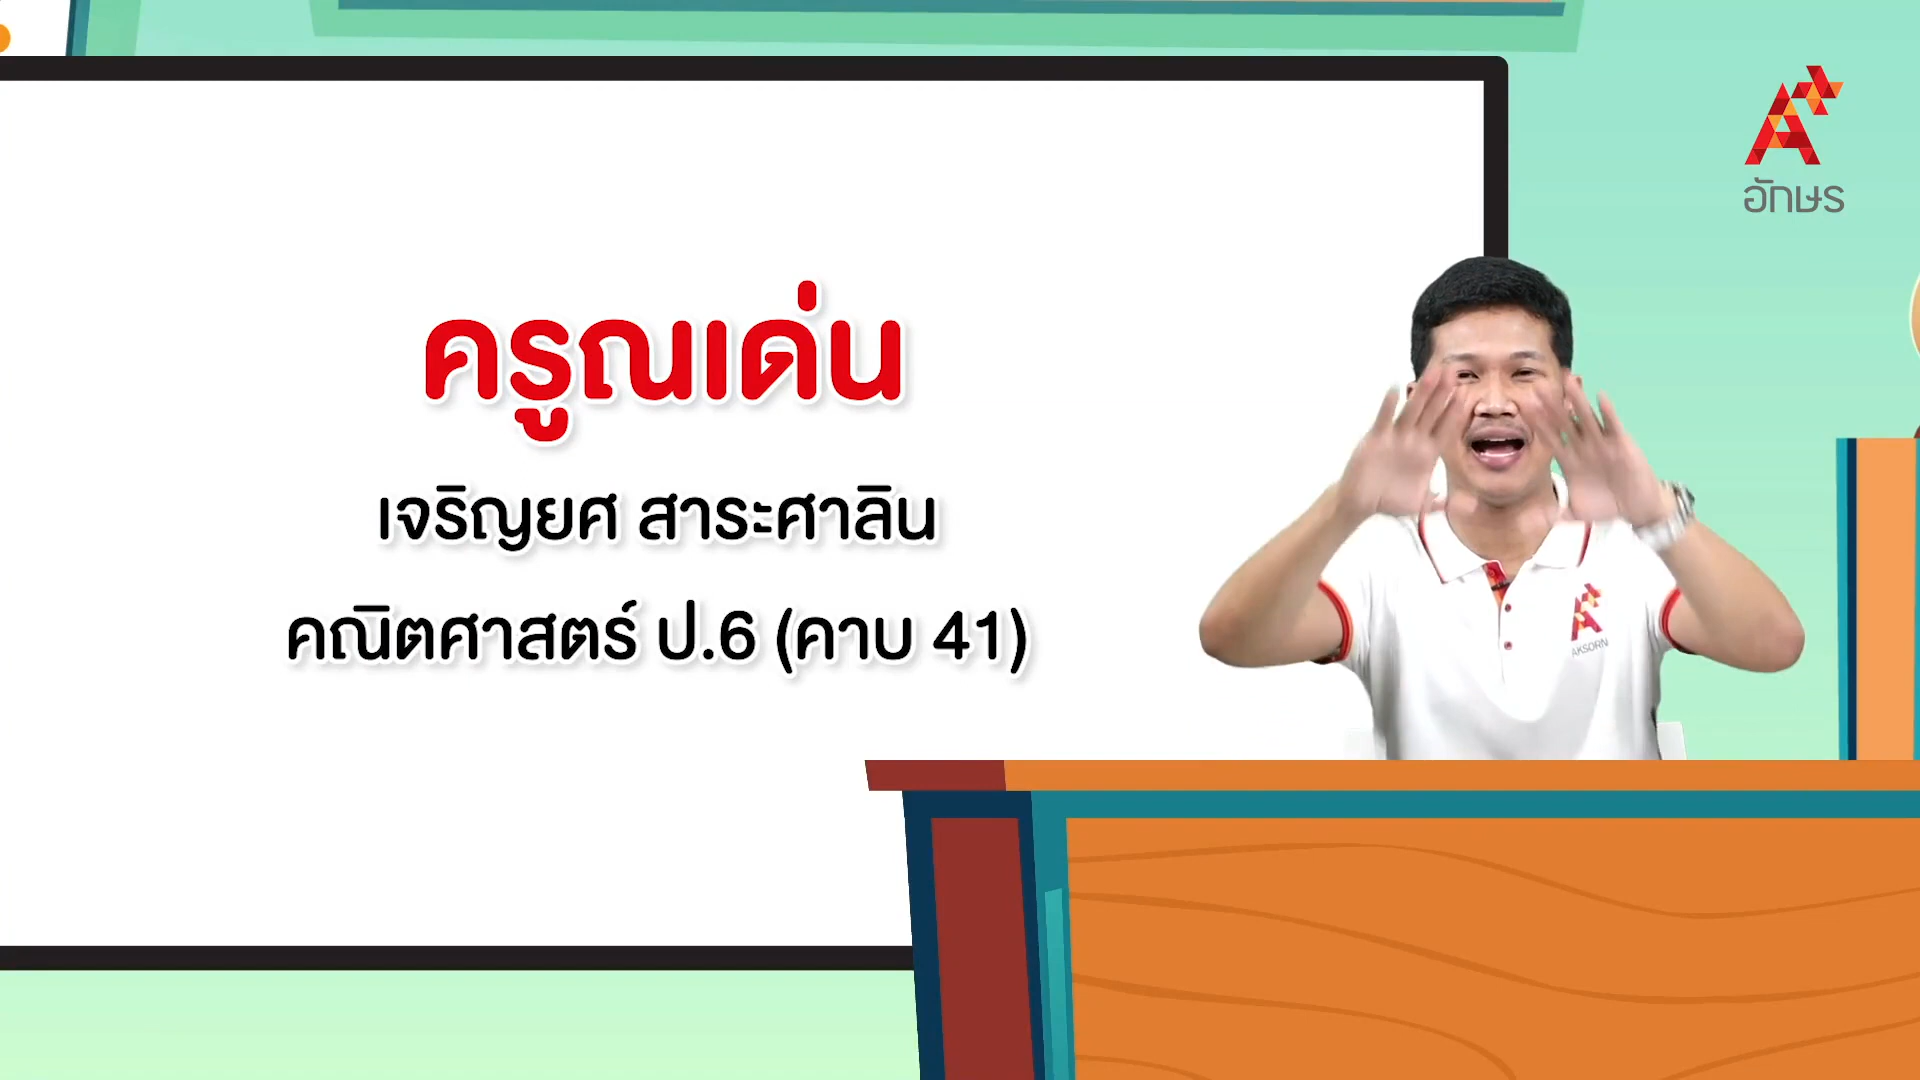 อักษร
ครูณเด่น
เจริญยศ สาระศาลิน
คณิตศาสตร์ ป.6 (คาบ 41)
AKSORN